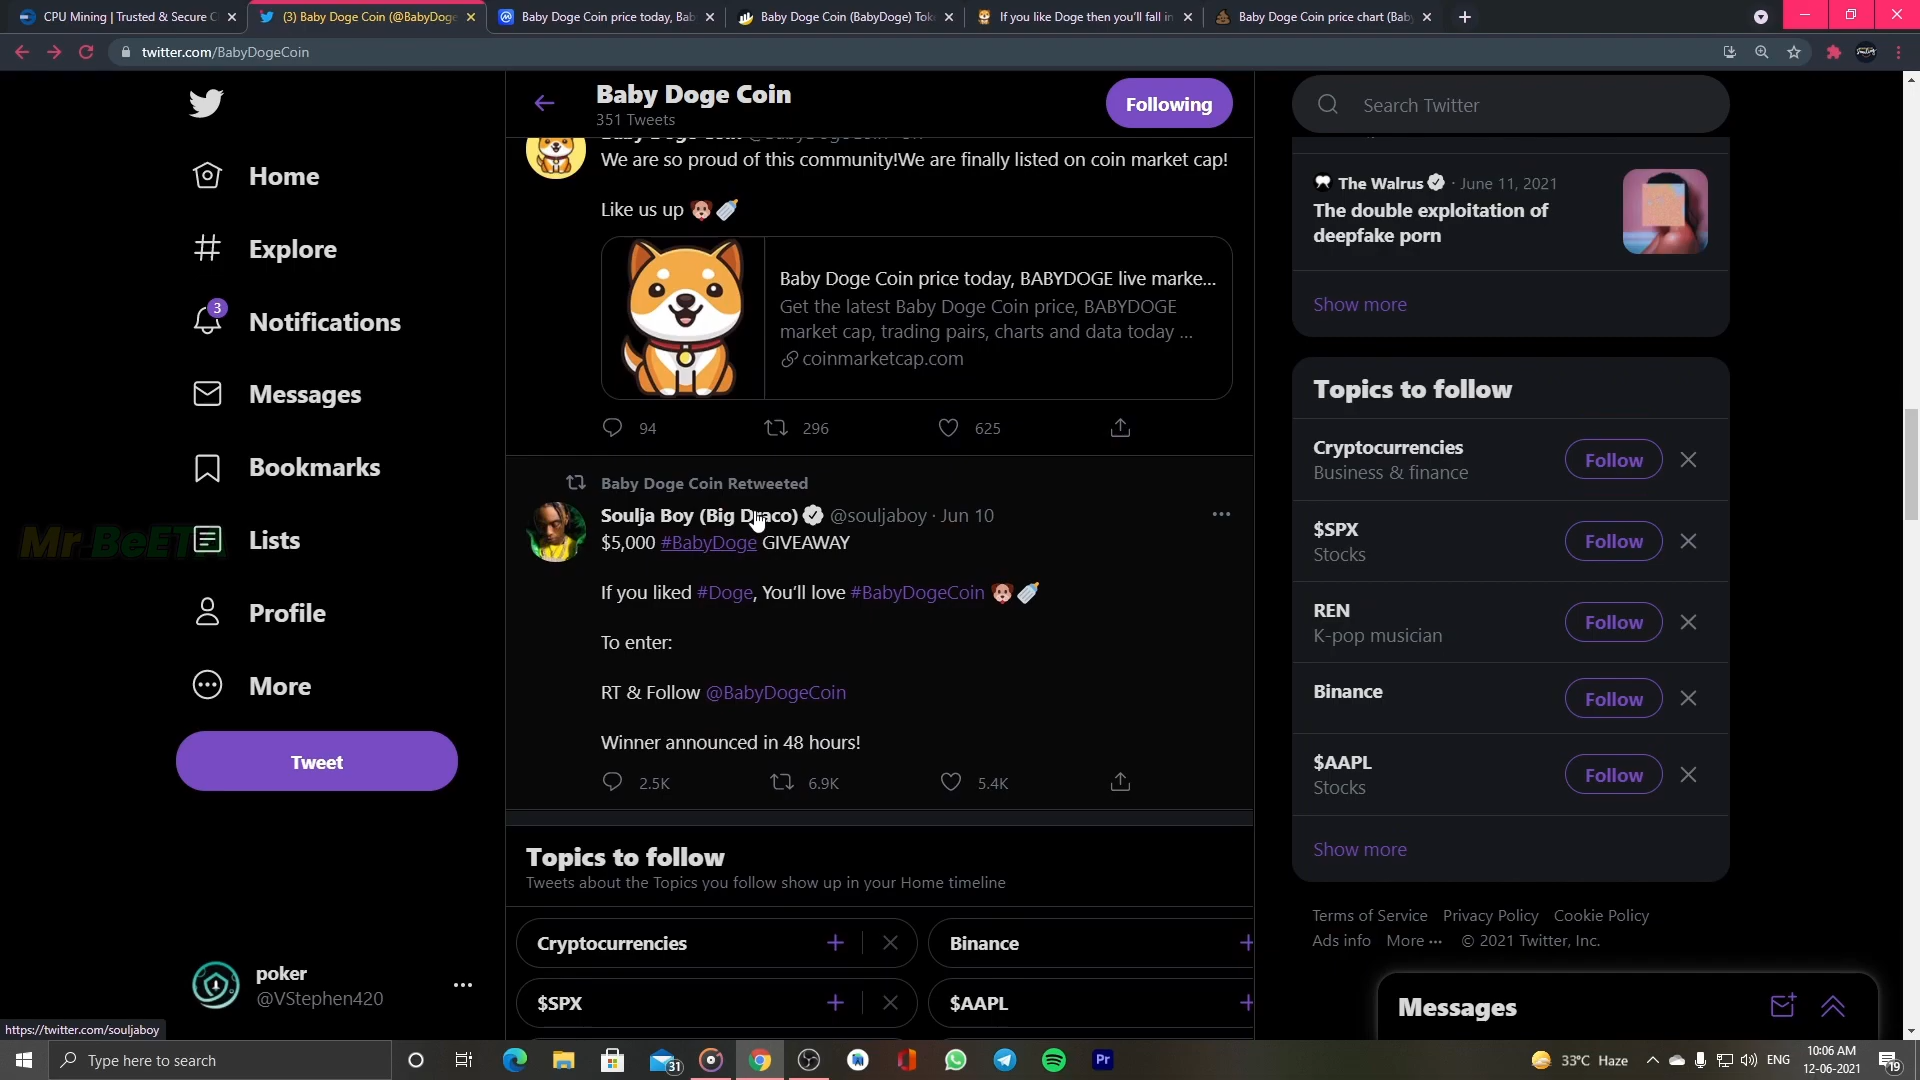 CPU Mining | Trusted & Secure C
(3) Baby Doge Coin (@BabyDoge
Baby Doge Coin price today, Bab
Baby Doge Coin (BabyDoge) Tok
If you like Doge then you'll fall in
Baby Doge Coin price chart (Bab
twitter.com/BabyDogeCoin
Home
Explore
3
Notifications
Messages
Bookmarks
Lists
Profile
More
Tweet
poker
@VStephen420
https://twitter.com/souljaboy
Baby Doge Coin
351 Tweets
Following
We are so proud of this community!We are finally listed on coin market cap!
Like us up 🐶🍼
Baby Doge Coin price today, BABYDOGE live marke...
Get the latest Baby Doge Coin price, BABYDOGE
market cap, trading pairs, charts and data today ...
coinmarketcap.com
94 296 625
Baby Doge Coin Retweeted
Soulja Boy (Big Draco) @souljaboy · Jun 10
$5,000 #BabyDoge GIVEAWAY
If you liked #Doge, You'll love #BabyDogeCoin 🐶🍼
To enter:
RT & Follow @BabyDogeCoin
Winner announced in 48 hours!
2.5K 6.9K 5.4K
Topics to follow
Tweets about the Topics you follow show up in your Home timeline
Cryptocurrencies
Binance
$SPX
$AAPL
Search Twitter
The Walrus · June 11, 2021
The double exploitation of
deepfake porn
Show more
Topics to follow
Cryptocurrencies
Business & finance
Follow
$SPX
Stocks
Follow
REN
K-pop musician
Follow
Binance
Follow
$AAPL
Stocks
Follow
Show more
Terms of Service Privacy Policy Cookie Policy
Ads info More ··· © 2021 Twitter, Inc.
Messages
Type here to search
31
Pr
33°C Haze
ENG
10:06 AM
12-06-2021
19